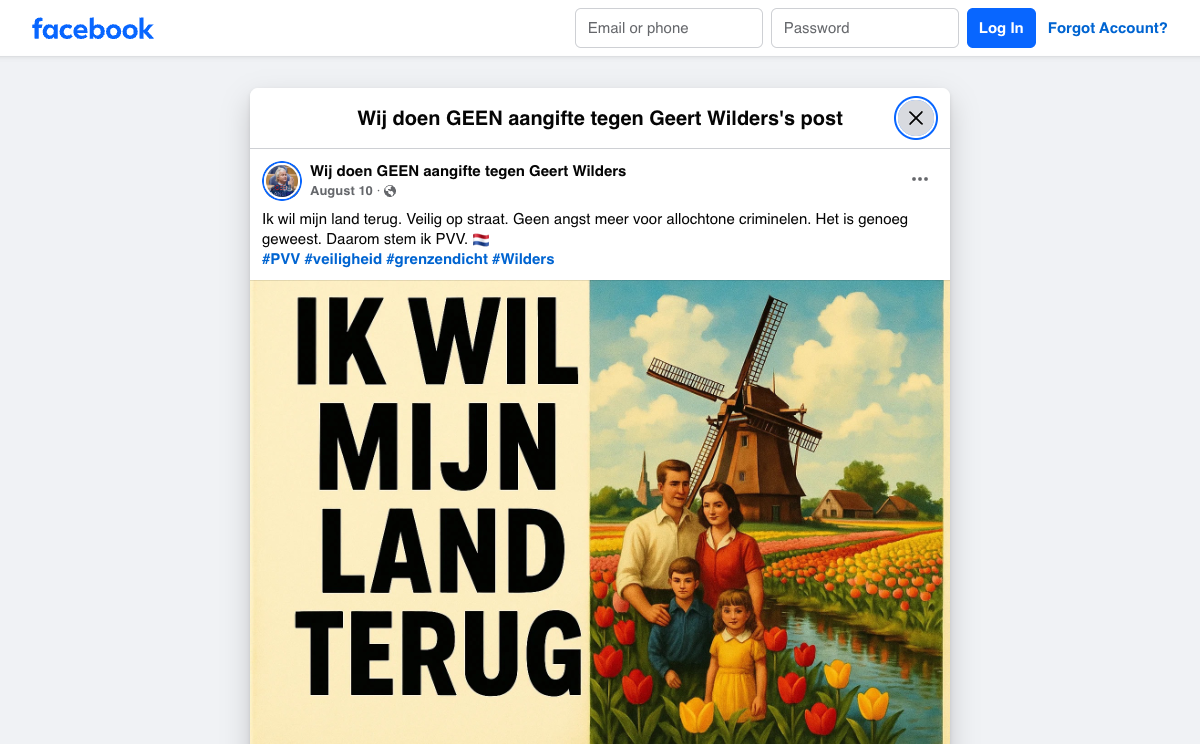 facebook
Email or phone
Password
Log In
Forgot Account?
Wij doen GEEN aangifte tegen Geert Wilders's post
Wij doen GEEN aangifte tegen Geert Wilders
August 10 ·
Ik wil mijn land terug. Veilig op straat. Geen angst meer voor allochtone criminelen. Het is genoeg
geweest. Daarom stem ik PVV. 🇳🇱
#PVV #veiligheid #grenzendicht #Wilders
IK WIL
MIJN
LAND
TERUG